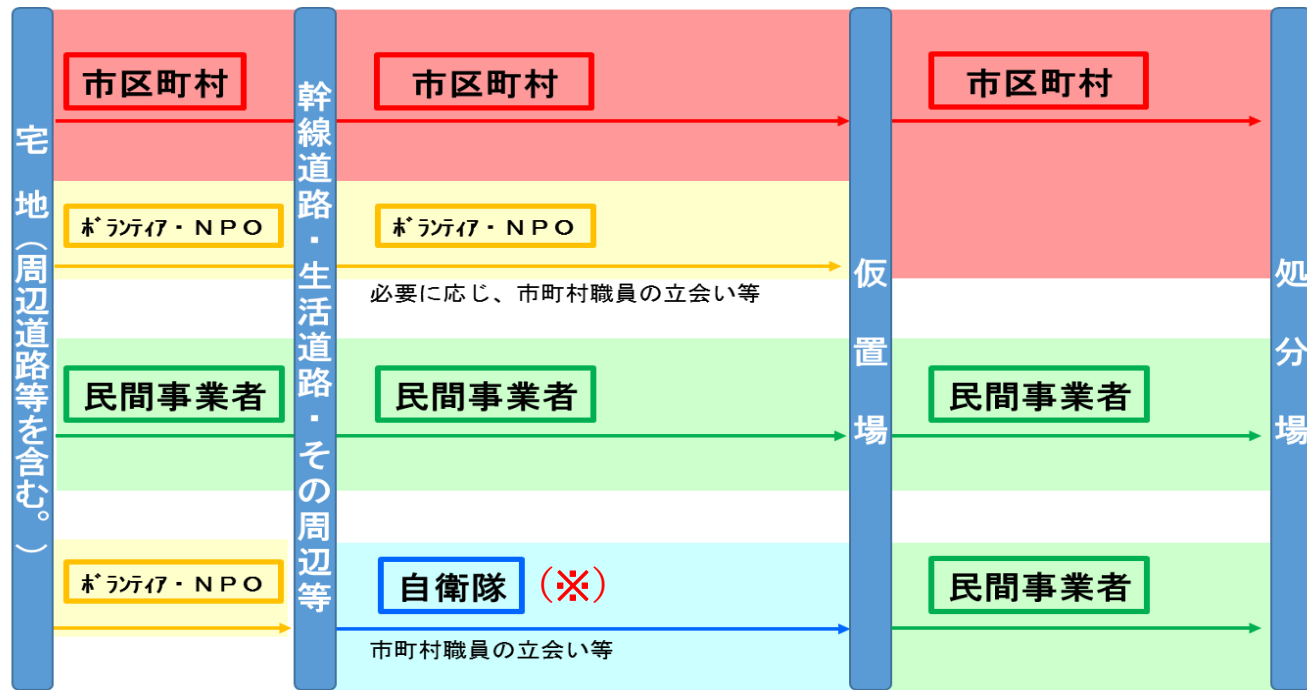 宅地(周辺道路等を含む。)
幹線道路・生活道路・その周辺等
仮置場
処分場
市区町村
市区町村
市区町村
ﾎﾞﾗﾝﾃｨｱ・ＮＰＯ
ﾎﾞﾗﾝﾃｨｱ・ＮＰＯ
必要に応じ、市町村職員の立会い等
民間事業者
民間事業者
民間事業者
ﾎﾞﾗﾝﾃｨｱ・ＮＰＯ
自衛隊 (※)
民間事業者
市町村職員の立会い等